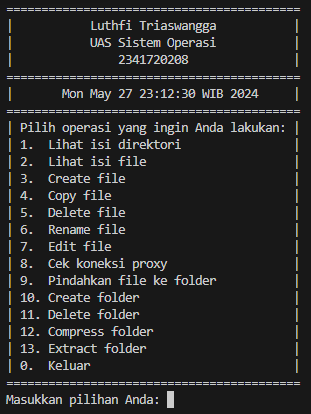 ==========================================
|           Luthfi Triaswangga           |
|           UAS Sistem Operasi           |
|               2341720208               |
==========================================
|       Mon May 27 23:12:30 WIB 2024     |
==========================================
| Pilih operasi yang ingin Anda lakukan: |
| 1.  Lihat isi direktori                |
| 2.  Lihat isi file                     |
| 3.  Create file                        |
| 4.  Copy file                          |
| 5.  Delete file                        |
| 6.  Rename file                        |
| 7.  Edit file                          |
| 8.  Cek koneksi proxy                  |
| 9.  Pindahkan file ke folder           |
| 10. Create folder                      |
| 11. Delete folder                      |
| 12. Compress folder                    |
| 13. Extract folder                     |
| 0.  Keluar                             |
==========================================
Masukkan pilihan Anda: